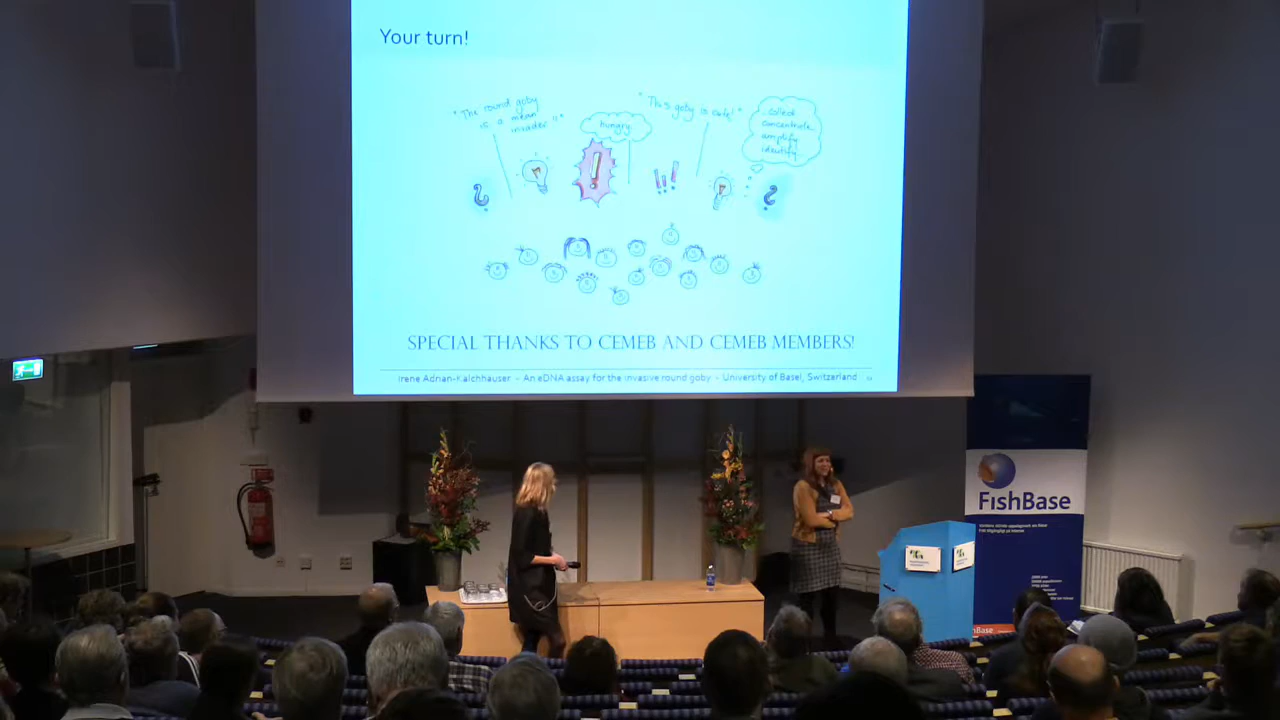 Your turn!
"The round goby
is a mean
invader!!"
hungry
"This goby is cute!"
collect
concentrate
amplify
identify
SPECIAL THANKS TO CEMEB AND CEMEB MEMBERS!
Irene Adrian-Kalchhauser - An eDNA assay for the invasive round goby - University of Basel, Switzerland
FishBase
FishBase